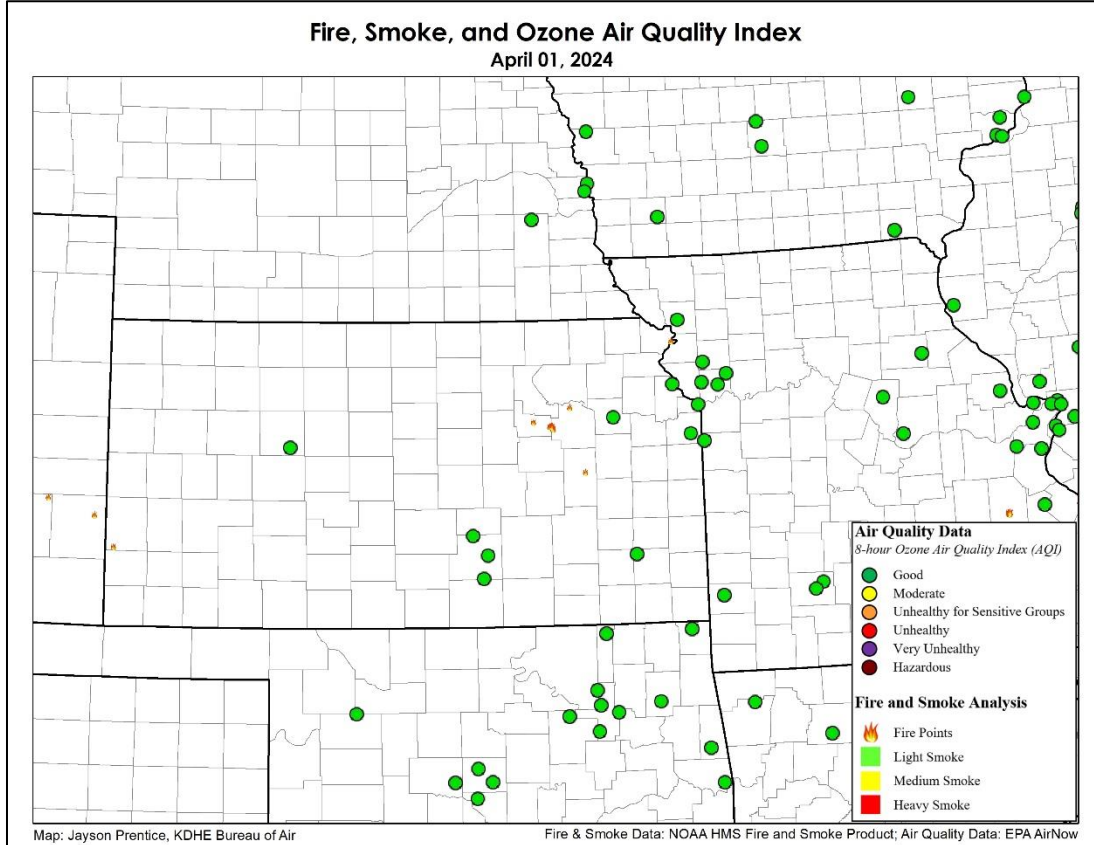 Fire, Smoke, and Ozone Air Quality Index
April 01, 2024
Air Quality Data
8-hour Ozone Air Quality Index (AQI)
Good
Moderate
Unhealthy for Sensitive Groups
Unhealthy
Very Unhealthy
Hazardous
Fire and Smoke Analysis
Fire Points
Light Smoke
Medium Smoke
Heavy Smoke
Map: Jayson Prentice, KDHE Bureau of Air
Fire & Smoke Data: NOAA HMS Fire and Smoke Product; Air Quality Data: EPA AirNow